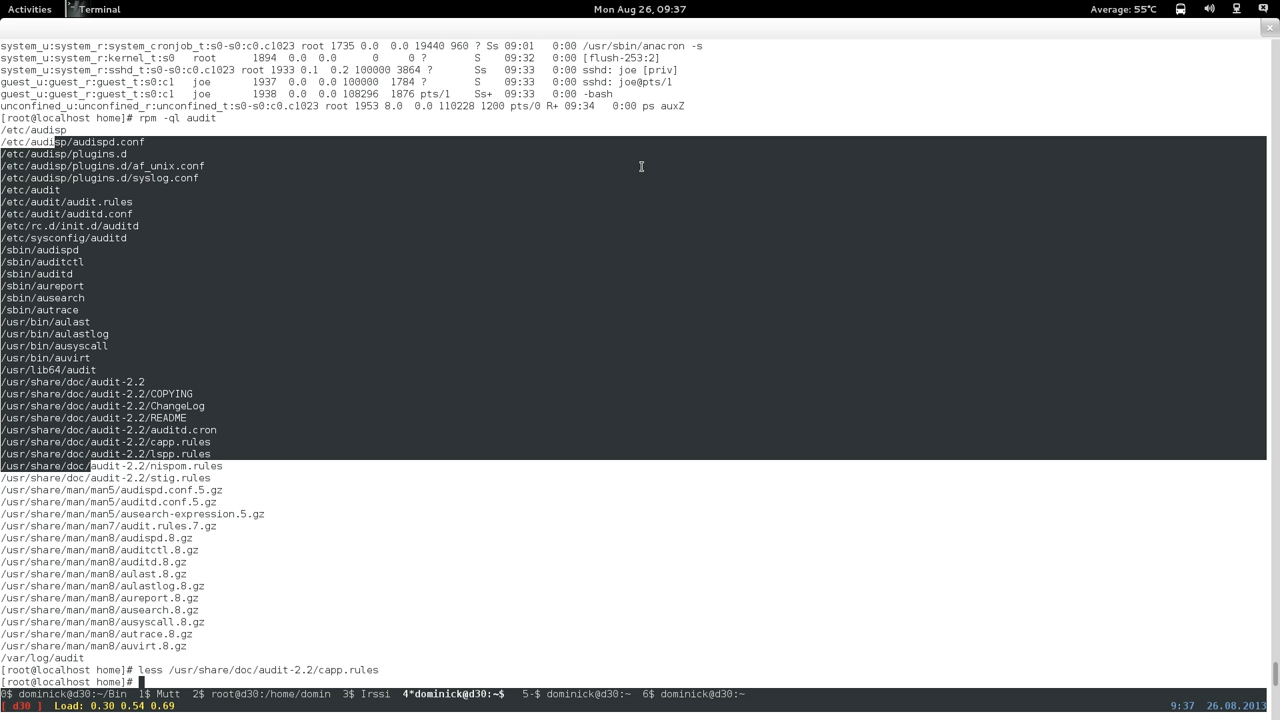 Activities Terminal Mon Aug 26, 09:37 Average: 55°C
system_u:system_r:system_cronjob_t:s0-s0:c0.c1023 root 1735 0.0  0.0 19440 960 ? Ss 09:01   0:00 /usr/sbin/anacron -s
system_u:system_r:kernel_t:s0   root      1894  0.0  0.0      0     0 ?        S    09:32   0:00 [flush-253:2]
system_u:system_r:sshd_t:s0-s0:c0.c1023 root 1933 0.1  0.2 100000 3864 ?       Ss   09:33   0:00 sshd: joe [priv]
guest_u:guest_r:guest_t:s0:c1   joe       1937  0.0  0.0 100000  1784 ?        S    09:33   0:00 sshd: joe@pts/1
guest_u:guest_r:guest_t:s0:c1   joe       1938  0.0  0.0 108296  1876 pts/1    Ss+  09:33   0:00 -bash
unconfined_u:unconfined_r:unconfined_t:s0-s0:c0.c1023 root 1953 8.0  0.0 110228 1200 pts/0 R+ 09:34   0:00 ps auxZ
[root@localhost home]# rpm -ql audit
/etc/audisp
/etc/audisp/audispd.conf
/etc/audisp/plugins.d
/etc/audisp/plugins.d/af_unix.conf
/etc/audisp/plugins.d/syslog.conf
/etc/audit
/etc/audit/audit.rules
/etc/audit/auditd.conf
/etc/rc.d/init.d/auditd
/etc/sysconfig/auditd
/sbin/audispd
/sbin/auditctl
/sbin/auditd
/sbin/aureport
/sbin/ausearch
/sbin/autrace
/usr/bin/aulast
/usr/bin/aulastlog
/usr/bin/ausyscall
/usr/bin/auvirt
/usr/lib64/audit
/usr/share/doc/audit-2.2
/usr/share/doc/audit-2.2/COPYING
/usr/share/doc/audit-2.2/ChangeLog
/usr/share/doc/audit-2.2/README
/usr/share/doc/audit-2.2/auditd.cron
/usr/share/doc/audit-2.2/capp.rules
/usr/share/doc/audit-2.2/lspp.rules
/usr/share/doc/audit-2.2/nispom.rules
/usr/share/doc/audit-2.2/stig.rules
/usr/share/man/man5/audispd.conf.5.gz
/usr/share/man/man5/auditd.conf.5.gz
/usr/share/man/man5/ausearch-expression.5.gz
/usr/share/man/man7/audit.rules.7.gz
/usr/share/man/man8/audispd.8.gz
/usr/share/man/man8/auditctl.8.gz
/usr/share/man/man8/auditd.8.gz
/usr/share/man/man8/aulast.8.gz
/usr/share/man/man8/aulastlog.8.gz
/usr/share/man/man8/aureport.8.gz
/usr/share/man/man8/ausearch.8.gz
/usr/share/man/man8/ausyscall.8.gz
/usr/share/man/man8/autrace.8.gz
/usr/share/man/man8/auvirt.8.gz
/var/log/audit
[root@localhost home]# less /usr/share/doc/audit-2.2/capp.rules
[root@localhost home]#
0$ dominick@d30:~/Bin  1$ Mutt  2$ root@d30:/home/domin  3$ Irssi  4*dominick@d30:~$   5-$ dominick@d30:~  6$ dominick@d30:~
[ d30 ]  Load: 0.30 0.54 0.69 9:37  26.08.2013